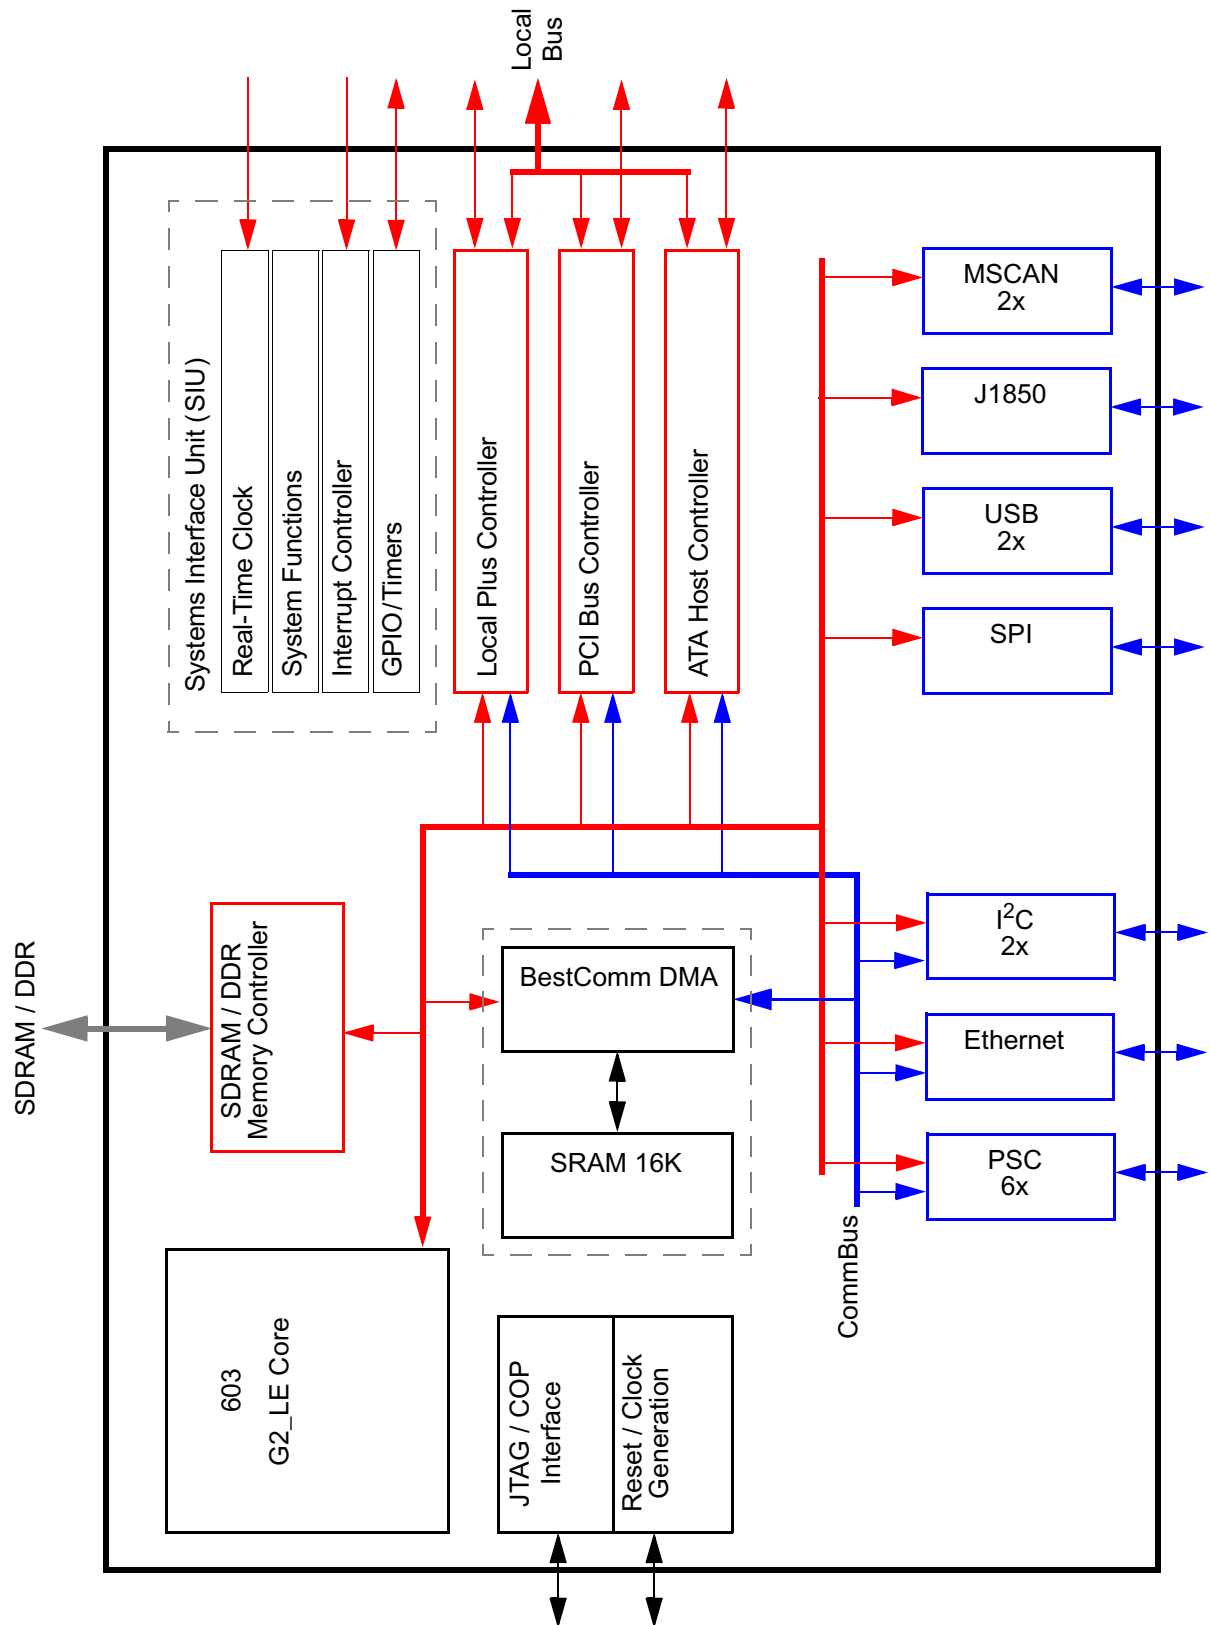 Local
Bus
Systems Interface Unit (SIU)
Real-Time Clock
System Functions
Interrupt Controller
GPIO/Timers
Local Plus Controller
PCI Bus Controller
ATA Host Controller
MSCAN
2x
J1850
USB
2x
SPI
SDRAM / DDR
SDRAM / DDR
Memory Controller
BestComm DMA
SRAM 16K
I²C
2x
Ethernet
PSC
6x
CommBus
603
G2_LE Core
JTAG / COP
Interface
Reset / Clock
Generation